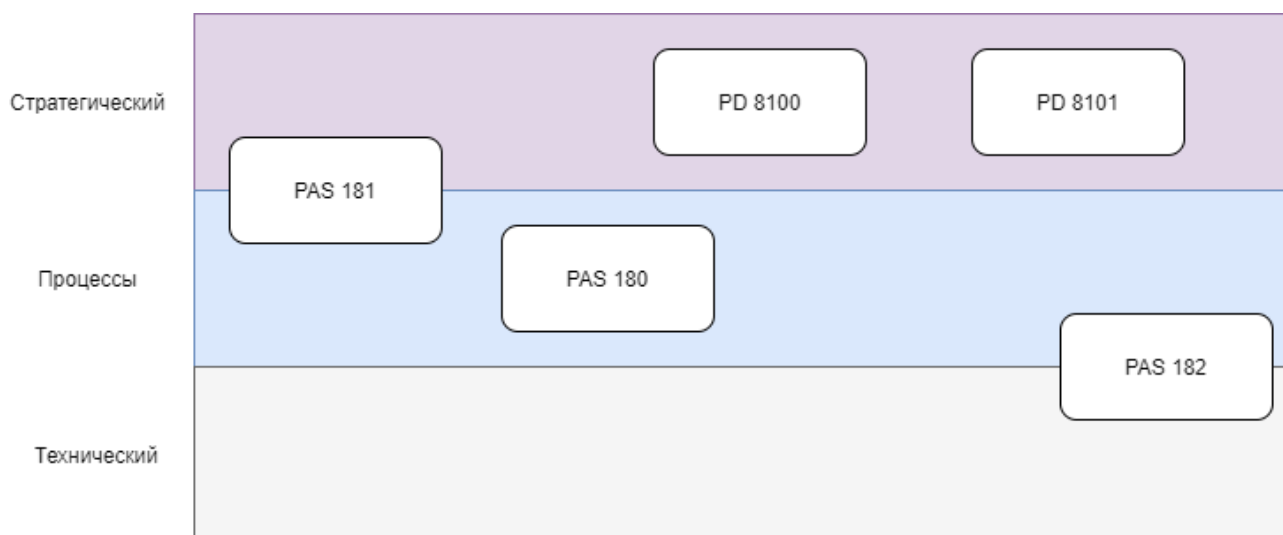 Стратегический
PD 8100
PD 8101
PAS 181
Процессы
PAS 180
PAS 182
Технический